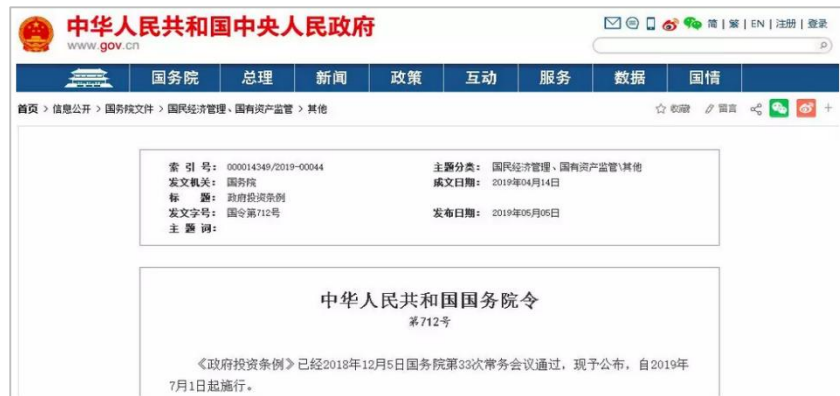 中华人民共和国中央人民政府
www.gov.cn
简 | 繁 | EN | 注册 | 登录
国务院 总理 新闻 政策 互动 服务 数据 国情
首页 > 信息公开 > 国务院文件 > 国民经济管理、国有资产监管 > 其他
收藏 留言
索 引 号： 000014349/2019-00044 主题分类： 国民经济管理、国有资产监管\其他
发文机关： 国务院 成文日期： 2019年04月14日
标 题： 政府投资条例
发文字号： 国令第712号 发布日期： 2019年05月05日
主 题 词：
中华人民共和国国务院令
第712号
《政府投资条例》已经2018年12月5日国务院第33次常务会议通过，现予公布，自2019年
7月1日起施行。